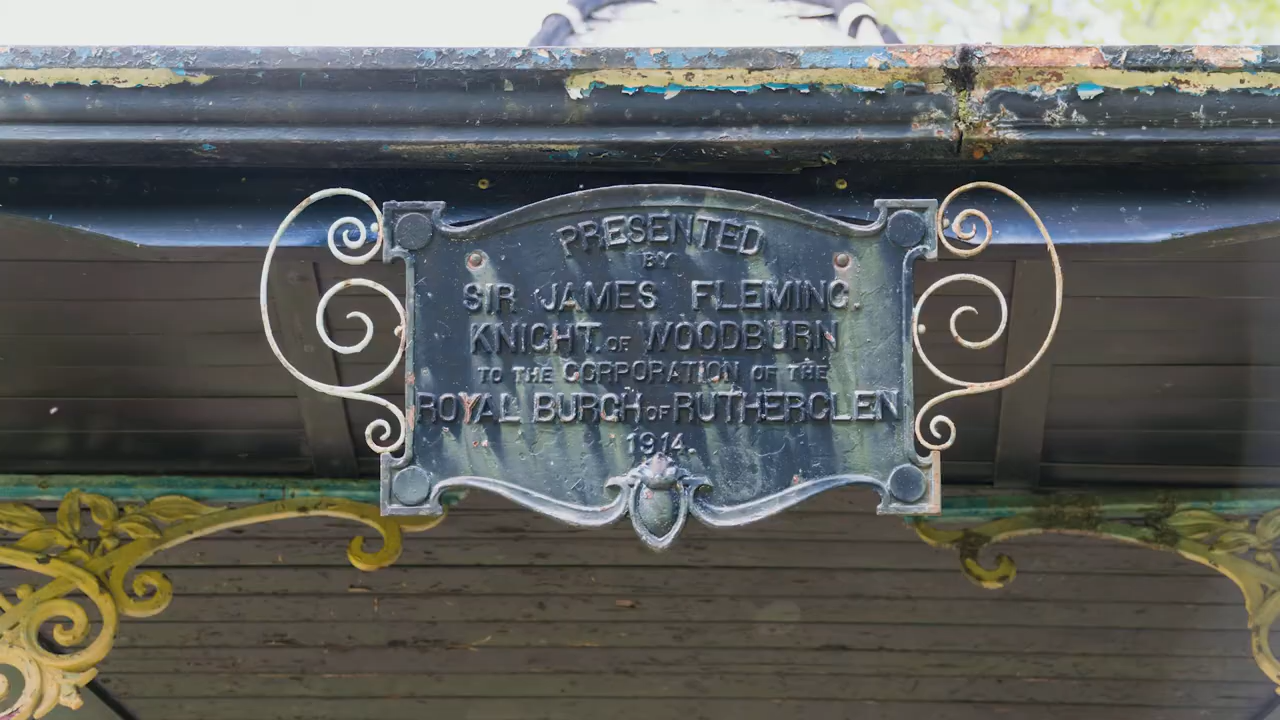 PRESENTED
BY
SIR JAMES FLEMING.
KNIGHT. OF WOODBURN
TO THE CORPORATION OF THE
ROYAL BURGH OF RUTHERGLEN
1914.